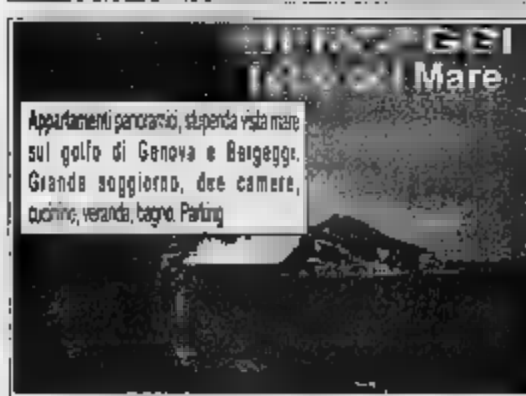 Mare
Appartamenti panoramici, stupenda vista mare
sul golfo di Genova e Bergeggi.
Grande soggiorno, due camere,
cucinino, veranda, bagno. Parking